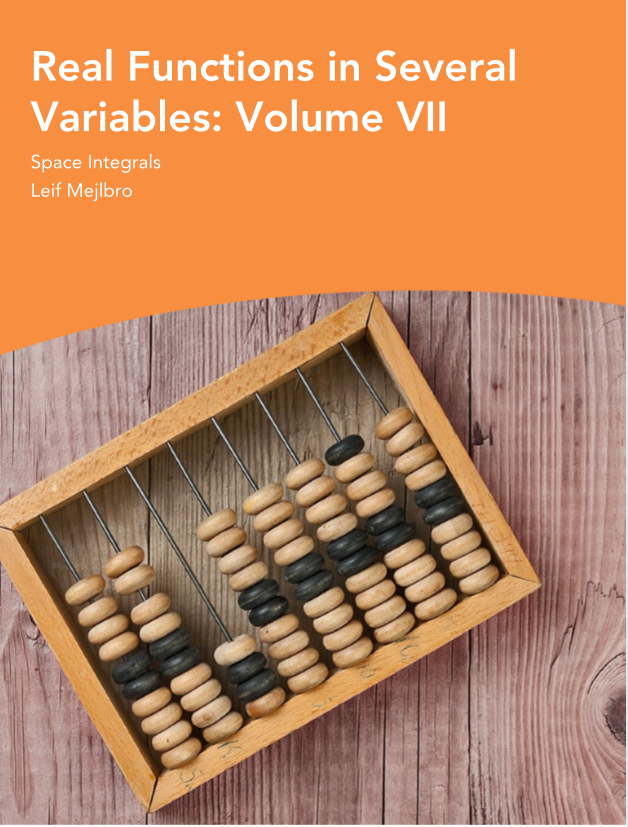 Real Functions in Several
Variables: Volume VII
Space Integrals
Leif Mejlbro